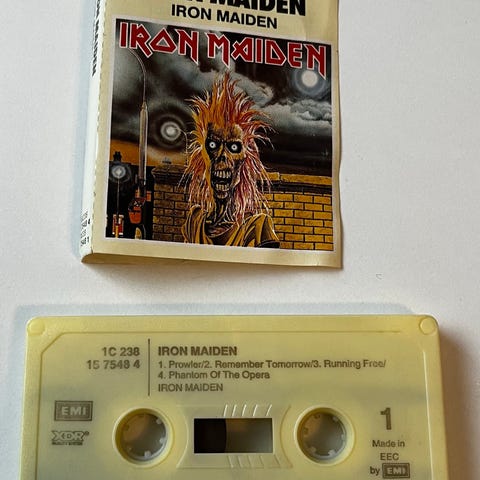 IRON MAIDEN
IRON MAIDEN
1C 238
15 7548 4
IRON MAIDEN
1. Prowler/2. Remember Tomorrow/3. Running Free/
4. Phantom Of The Opera
IRON MAIDEN
EMI
XDR
1
Made in
EEC
by EMI